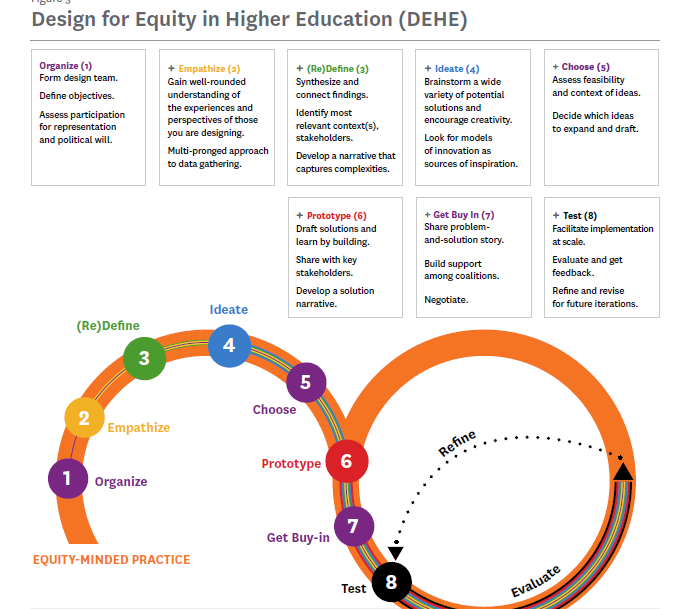 Figure 3
Design for Equity in Higher Education (DEHE)
Organize (1)
Form design team.
Define objectives.
Assess participation
for representation
and political will.
+ Empathize (2)
Gain well-rounded
understanding of
the experiences and
perspectives of those
you are designing.
Multi-pronged approach
to data gathering.
+ (Re)Define (3)
Synthesize and
connect findings.
Identify most
relevant context(s),
stakeholders.
Develop a narrative that
captures complexities.
+ Ideate (4)
Brainstorm a wide
variety of potential
solutions and
encourage creativity.
Look for models
of innovation as
sources of inspiration.
+ Choose (5)
Assess feasibility
and context of ideas.
Decide which ideas
to expand and draft.
+ Prototype (6)
Draft solutions and
learn by building.
Share with key
stakeholders.
Develop a solution
narrative.
+ Get Buy In (7)
Share problem-
and-solution story.
Build support
among coalitions.
Negotiate.
+ Test (8)
Facilitate implementation
at scale.
Evaluate and get
feedback.
Refine and revise
for future iterations.
Ideate
4
(Re)Define
3
5
Choose
2
Empathize
Refine
Prototype
6
1
Organize
7
Get Buy-in
EQUITY-MINDED PRACTICE
Test
8
Evaluate